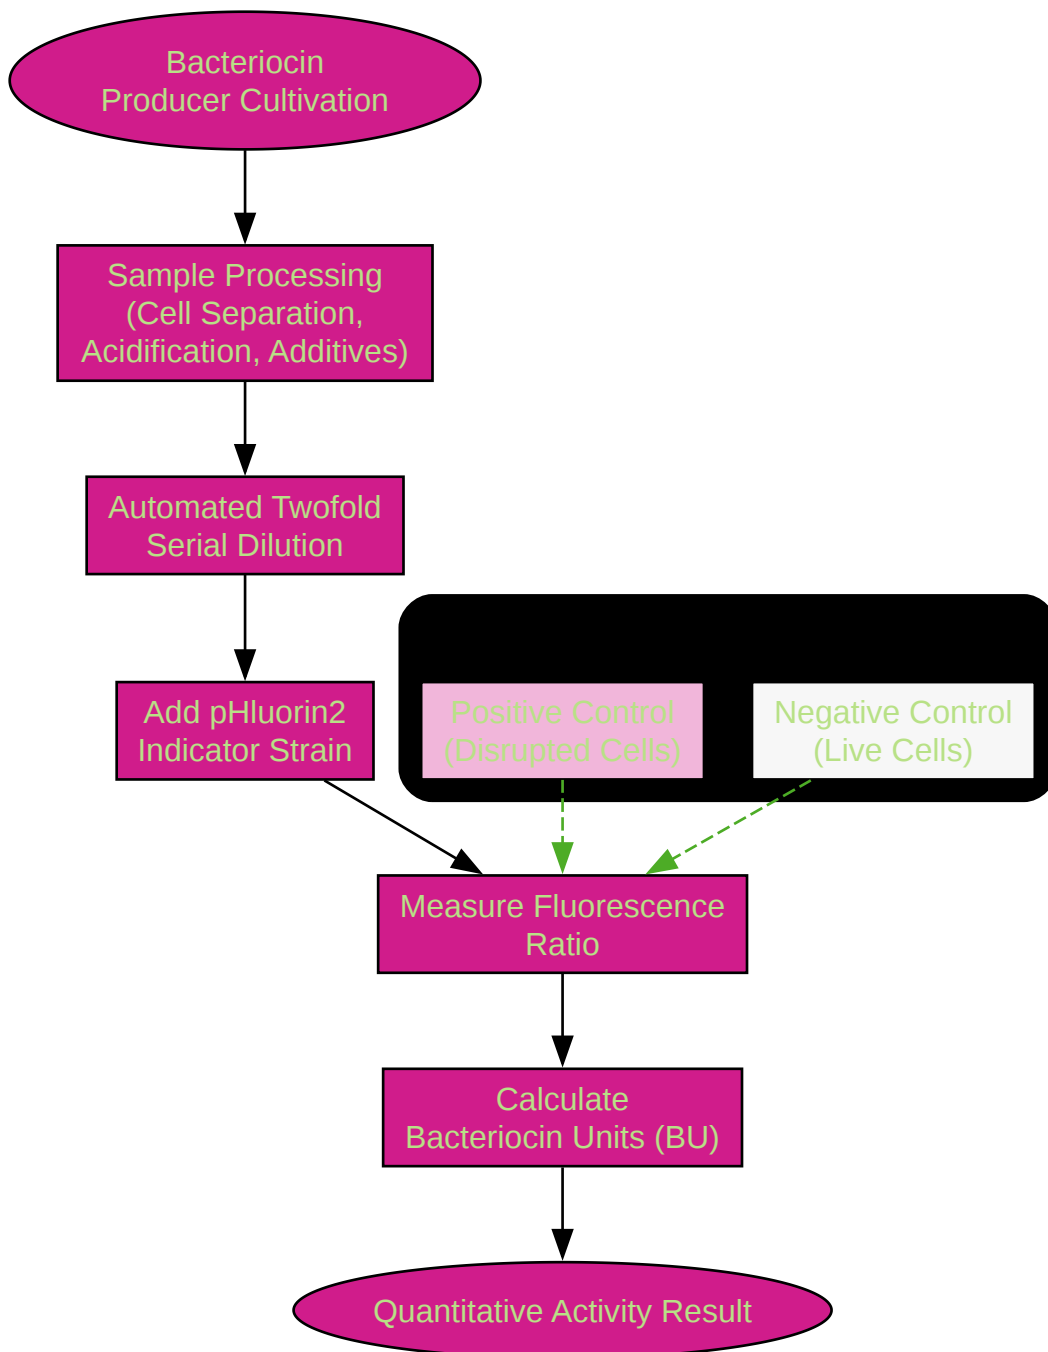 Bacteriocin
Producer Cultivation
Sample Processing
(Cell Separation,
Acidification, Additives)
Automated Twofold
Serial Dilution
Add pHluorin2
Indicator Strain
Positive Control
(Disrupted Cells)
Negative Control
(Live Cells)
Measure Fluorescence
Ratio
Calculate
Bacteriocin Units (BU)
Quantitative Activity Result